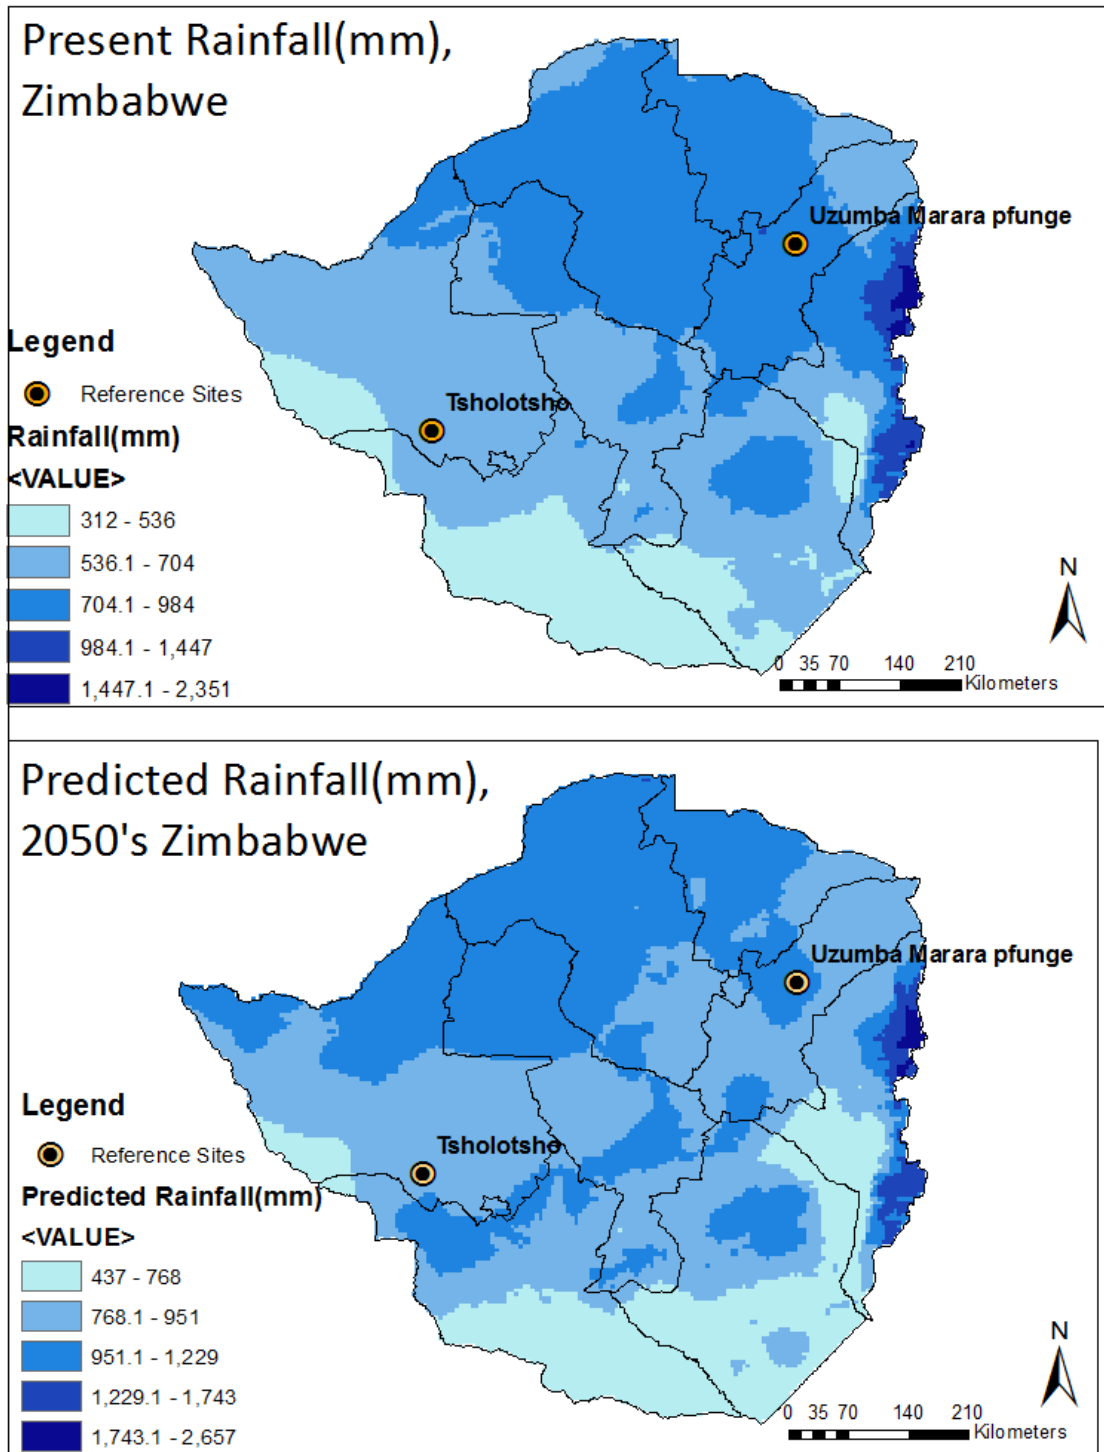 Present Rainfall(mm),
Zimbabwe
Uzumba Marara pfunge
Legend
Reference Sites
Tsholotsho
Rainfall(mm)
<VALUE>
312 - 536
536.1 - 704
704.1 - 984
984.1 - 1,447
1,447.1 - 2,351
N
0 35 70 140 210
Kilometers
Predicted Rainfall(mm),
2050's Zimbabwe
Uzumba Marara pfunge
Legend
Reference Sites
Tsholotsho
Predicted Rainfall(mm)
<VALUE>
437 - 768
768.1 - 951
951.1 - 1,229
1,229.1 - 1,743
1,743.1 - 2,657
N
0 35 70 140 210
Kilometers